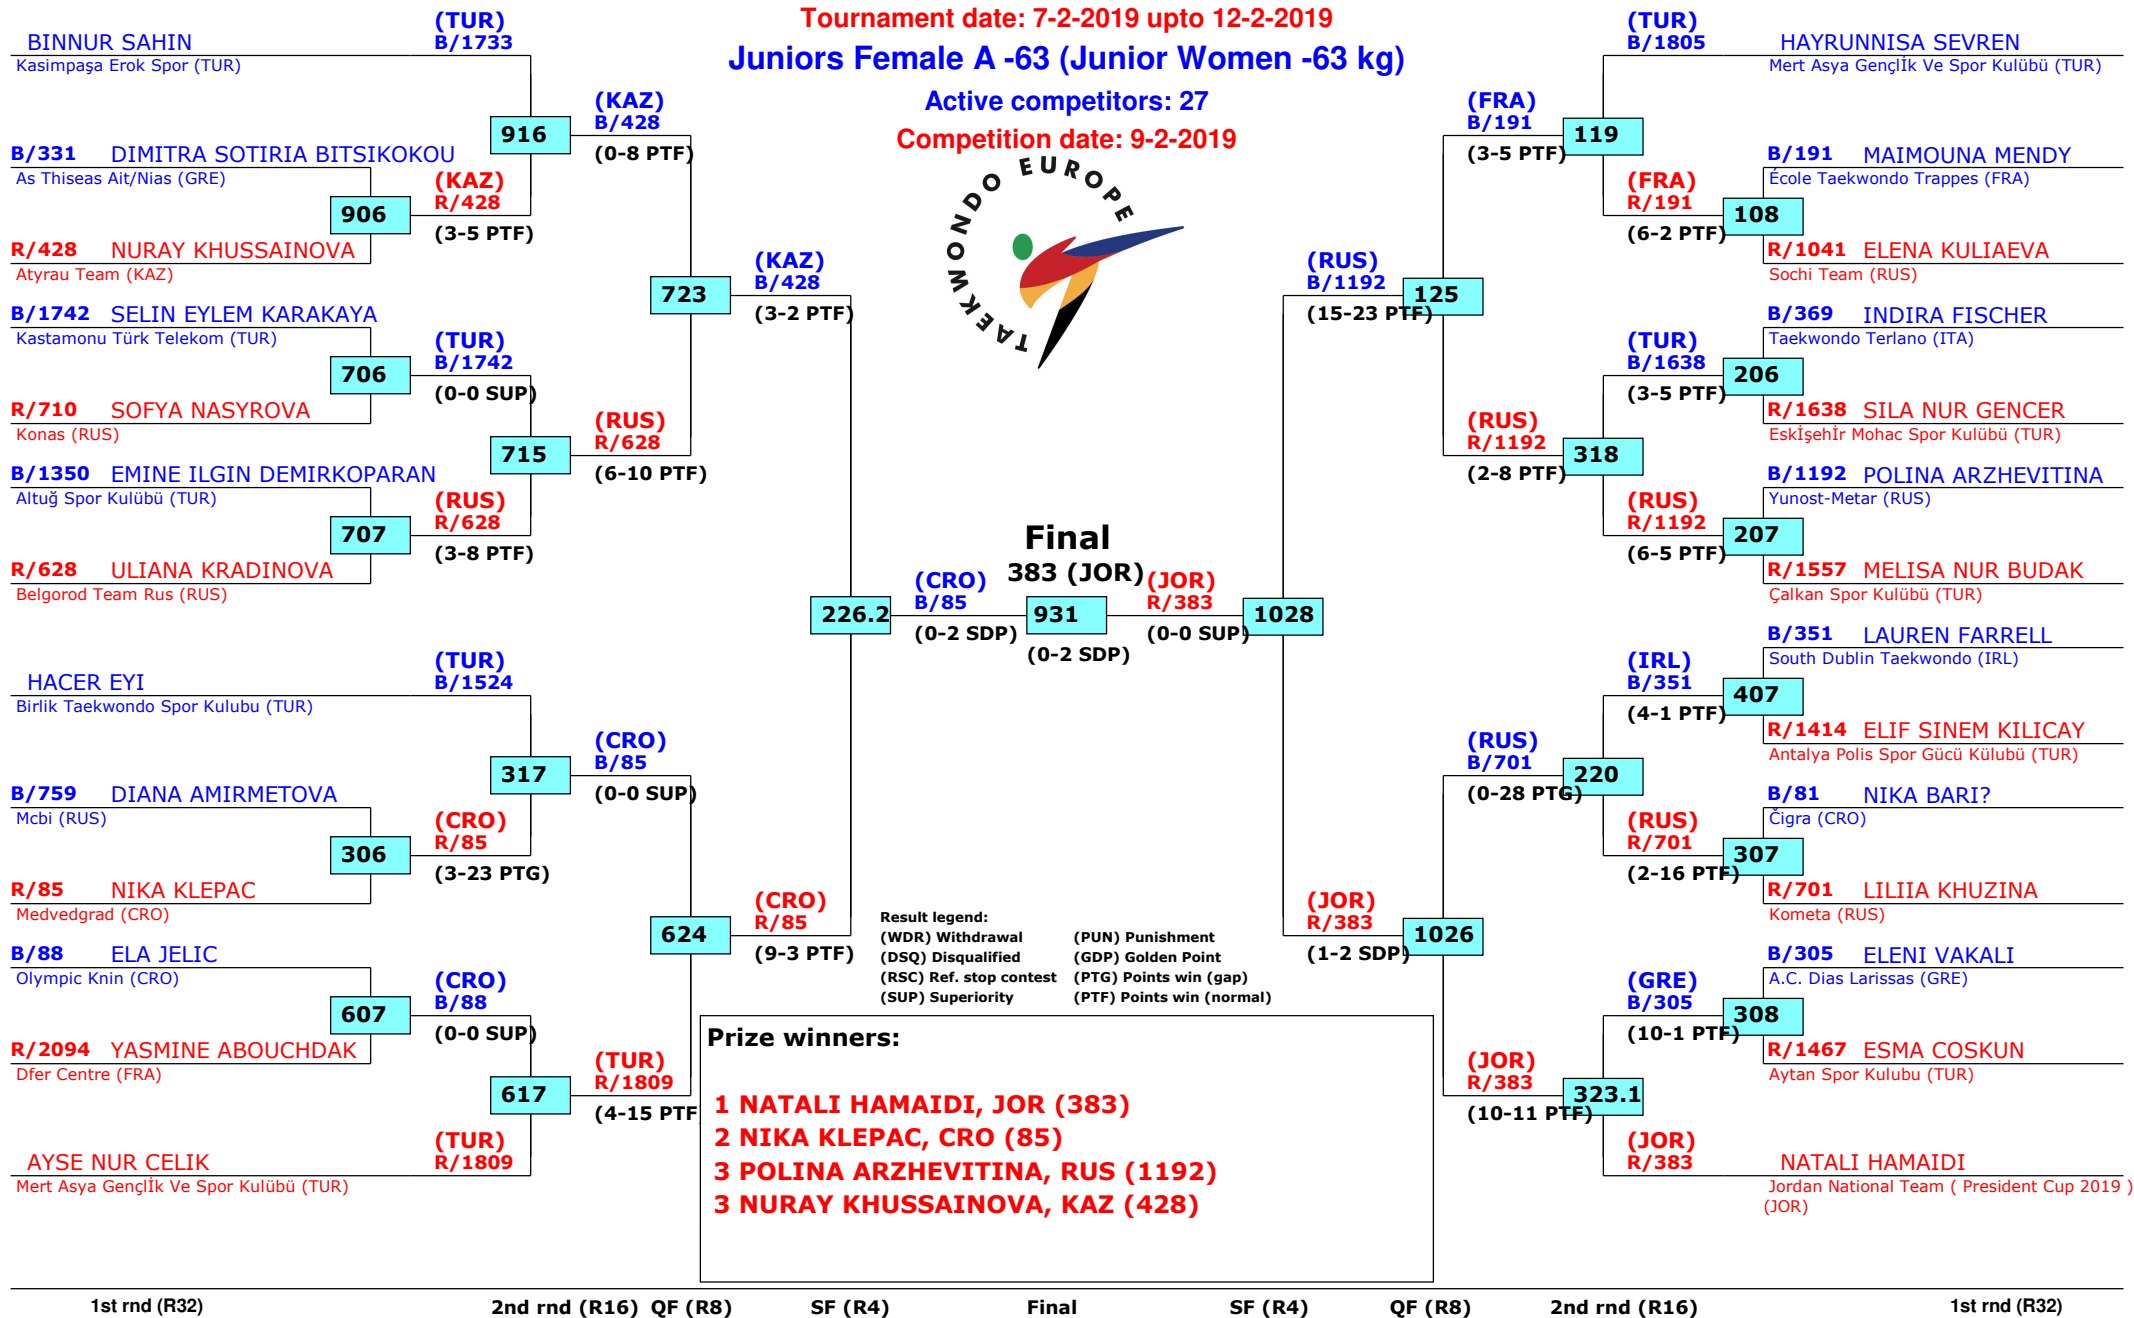 Tournament date: 7-2-2019 upto 12-2-2019
Juniors Female A -63 (Junior Women -63 kg)
Active competitors: 27
Competition date: 9-2-2019
TAEKWONDO EUROPE
BINNUR SAHIN
Kasimpaşa Erok Spor (TUR)
(TUR)
B/1733
B/331 DIMITRA SOTIRIA BITSIKOKOU
As Thiseas Ait/Nias (GRE)
906
R/428 NURAY KHUSSAINOVA
Atyrau Team (KAZ)
(KAZ)
R/428
(3-5 PTF)
916
(KAZ)
B/428
(0-8 PTF)
B/1742 SELIN EYLEM KARAKAYA
Kastamonu Türk Telekom (TUR)
706
R/710 SOFYA NASYROVA
Konas (RUS)
(TUR)
B/1742
(0-0 SUP)
B/1350 EMINE ILGIN DEMIRKOPARAN
Altuğ Spor Kulübü (TUR)
707
R/628 ULIANA KRADINOVA
Belgorod Team Rus (RUS)
(RUS)
R/628
(3-8 PTF)
715
(RUS)
R/628
(6-10 PTF)
723
(KAZ)
B/428
(3-2 PTF)
HACER EYI
Birlik Taekwondo Spor Kulubu (TUR)
(TUR)
B/1524
B/759 DIANA AMIRMETOVA
Mcbi (RUS)
306
R/85 NIKA KLEPAC
Medvedgrad (CRO)
(CRO)
R/85
(3-23 PTG)
317
(CRO)
B/85
(0-0 SUP)
B/88 ELA JELIC
Olympic Knin (CRO)
607
R/2094 YASMINE ABOUCHDAK
Dfer Centre (FRA)
(CRO)
B/88
(0-0 SUP)
AYSE NUR CELIK
Mert Asya Gençlİk Ve Spor Kulübü (TUR)
(TUR)
R/1809
617
(TUR)
R/1809
(4-15 PTF)
624
(CRO)
R/85
(9-3 PTF)
226.2
(CRO)
B/85
(0-2 SDP)
Final
383 (JOR)
931
(0-2 SDP)
(JOR)
R/383
(0-0 SUP)
1028
(RUS)
B/1192
(15-23 PTF)
125
(FRA)
B/191
(3-5 PTF)
119
(TUR)
B/1805
HAYRUNNISA SEVREN
Mert Asya Gençlİk Ve Spor Kulübü (TUR)
(FRA)
R/191
(6-2 PTF)
108
B/191 MAIMOUNA MENDY
École Taekwondo Trappes (FRA)
R/1041 ELENA KULIAEVA
Sochi Team (RUS)
(RUS)
R/1192
(2-8 PTF)
318
(TUR)
B/1638
(3-5 PTF)
206
B/369 INDIRA FISCHER
Taekwondo Terlano (ITA)
R/1638 SILA NUR GENCER
Eskİşehİr Mohac Spor Kulübü (TUR)
(RUS)
R/1192
(6-5 PTF)
207
B/1192 POLINA ARZHEVITINA
Yunost-Metar (RUS)
R/1557 MELISA NUR BUDAK
Çalkan Spor Kulübü (TUR)
(JOR)
R/383
(1-2 SDP)
1026
(RUS)
B/701
(0-28 PTG)
220
(IRL)
B/351
(4-1 PTF)
407
B/351 LAUREN FARRELL
South Dublin Taekwondo (IRL)
R/1414 ELIF SINEM KILICAY
Antalya Polis Spor Gücü Külubü (TUR)
(RUS)
R/701
(2-16 PTF)
307
B/81 NIKA BARI?
Čigra (CRO)
R/701 LILIIA KHUZINA
Kometa (RUS)
(JOR)
R/383
(10-11 PTF)
323.1
(GRE)
B/305
(10-1 PTF)
308
B/305 ELENI VAKALI
A.C. Dias Larissas (GRE)
R/1467 ESMA COSKUN
Aytan Spor Kulubu (TUR)
(JOR)
R/383
NATALI HAMAIDI
Jordan National Team ( President Cup 2019 )
(JOR)
Result legend:
(WDR) Withdrawal (PUN) Punishment
(DSQ) Disqualified (GDP) Golden Point
(RSC) Ref. stop contest (PTG) Points win (gap)
(SUP) Superiority (PTF) Points win (normal)
Prize winners:
1 NATALI HAMAIDI, JOR (383)
2 NIKA KLEPAC, CRO (85)
3 POLINA ARZHEVITINA, RUS (1192)
3 NURAY KHUSSAINOVA, KAZ (428)
1st rnd (R32) 2nd rnd (R16) QF (R8) SF (R4) Final SF (R4) QF (R8) 2nd rnd (R16) 1st rnd (R32)